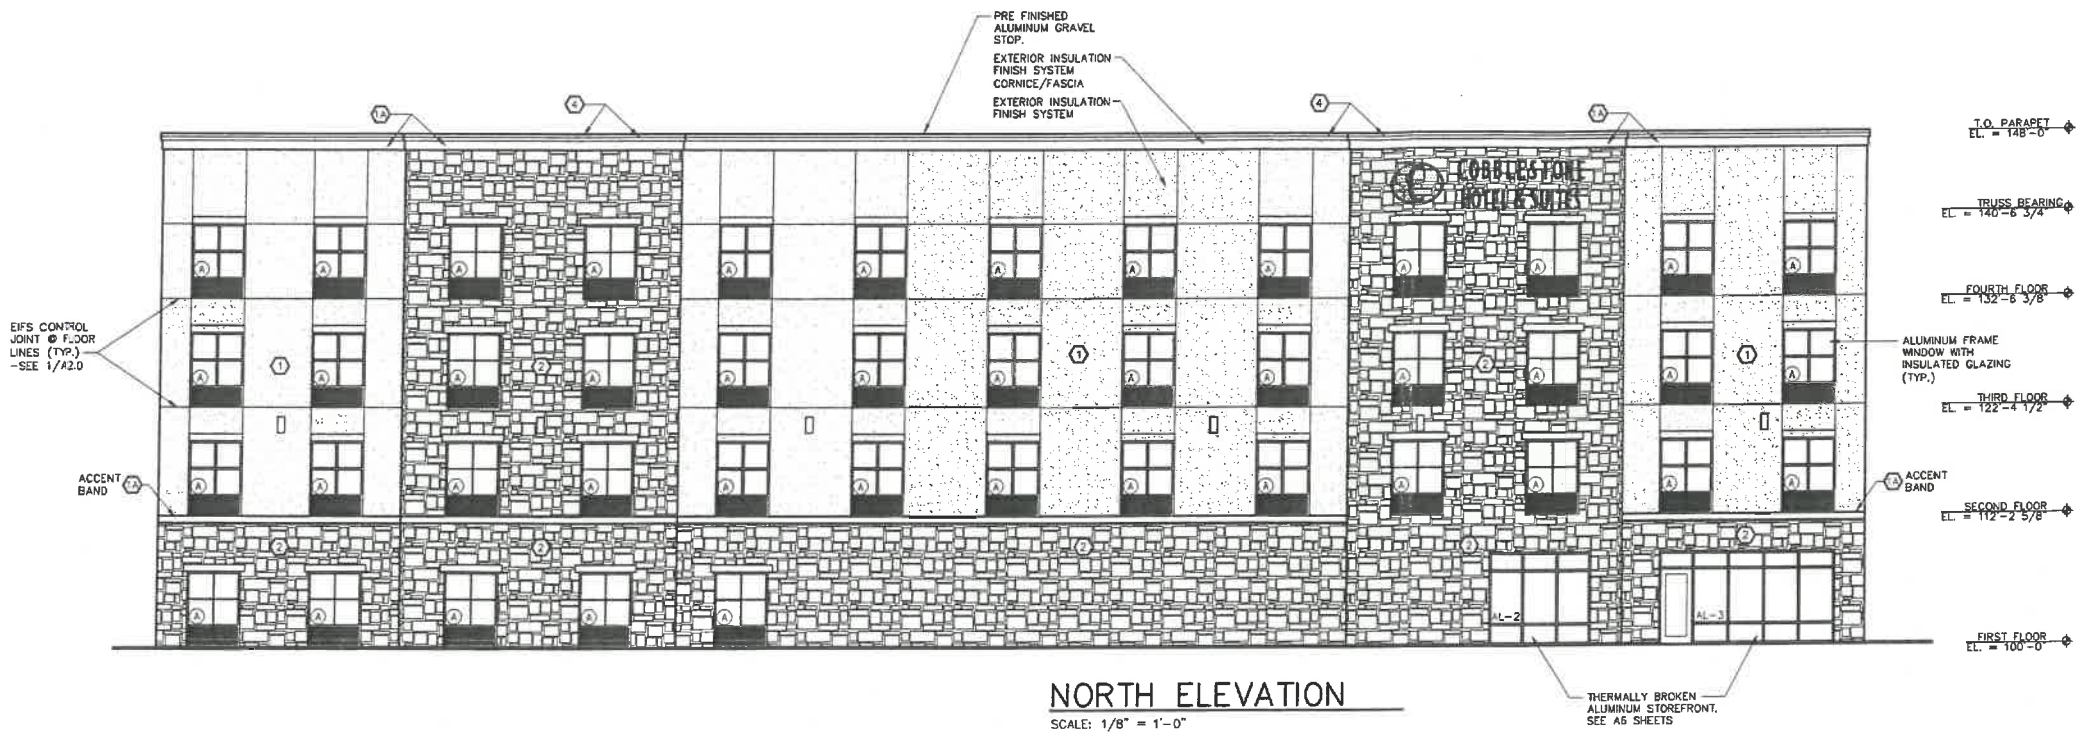 PRE FINISHED
ALUMINUM GRAVEL
STOP.
EXTERIOR INSULATION
FINISH SYSTEM
CORNICE/FASCIA
EXTERIOR INSULATION
FINISH SYSTEM
1A
4
4
1A
T.O. PARAPET
EL. = 148'-0"
COBBLESTONE
HOTEL & SUITES
TRUSS BEARING
EL. = 140'-6 3/4"
A A A A A A A A A A A A A
FOURTH FLOOR
EL. = 132'-6 3/8"
EIFS CONTROL
JOINT @ FLOOR
LINES (TYP.)
-SEE 1/A2.0
1 2 1 2 1
ALUMINUM FRAME
WINDOW WITH
INSULATED GLAZING
(TYP.)
A A A A A A A A A A A A A
THIRD FLOOR
EL. = 122'-4 1/2"
ACCENT
BAND
1A
A A A A A A A A A A A A A
1A
ACCENT
BAND
SECOND FLOOR
EL. = 112'-2 5/8"
2 2 2 2 2
A A A A A
AL-2
AL-3
FIRST FLOOR
EL. = 100'-0"
NORTH ELEVATION
SCALE: 1/8" = 1'-0"
THERMALLY BROKEN
ALUMINUM STOREFRONT.
SEE A6 SHEETS